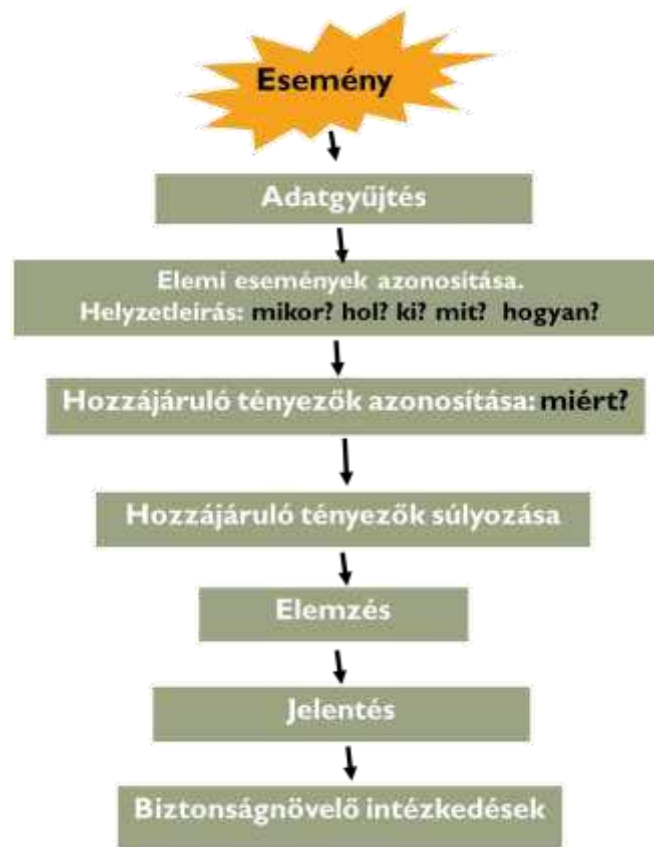 Esemény
Adatgyűjtés
Elemi események azonosítása.
Helyzetleírás: mikor? hol? ki? mit? hogyan?
Hozzájáruló tényezők azonosítása: miért?
Hozzájáruló tényezők súlyozása
Elemzés
Jelentés
Biztonságnövelő intézkedések